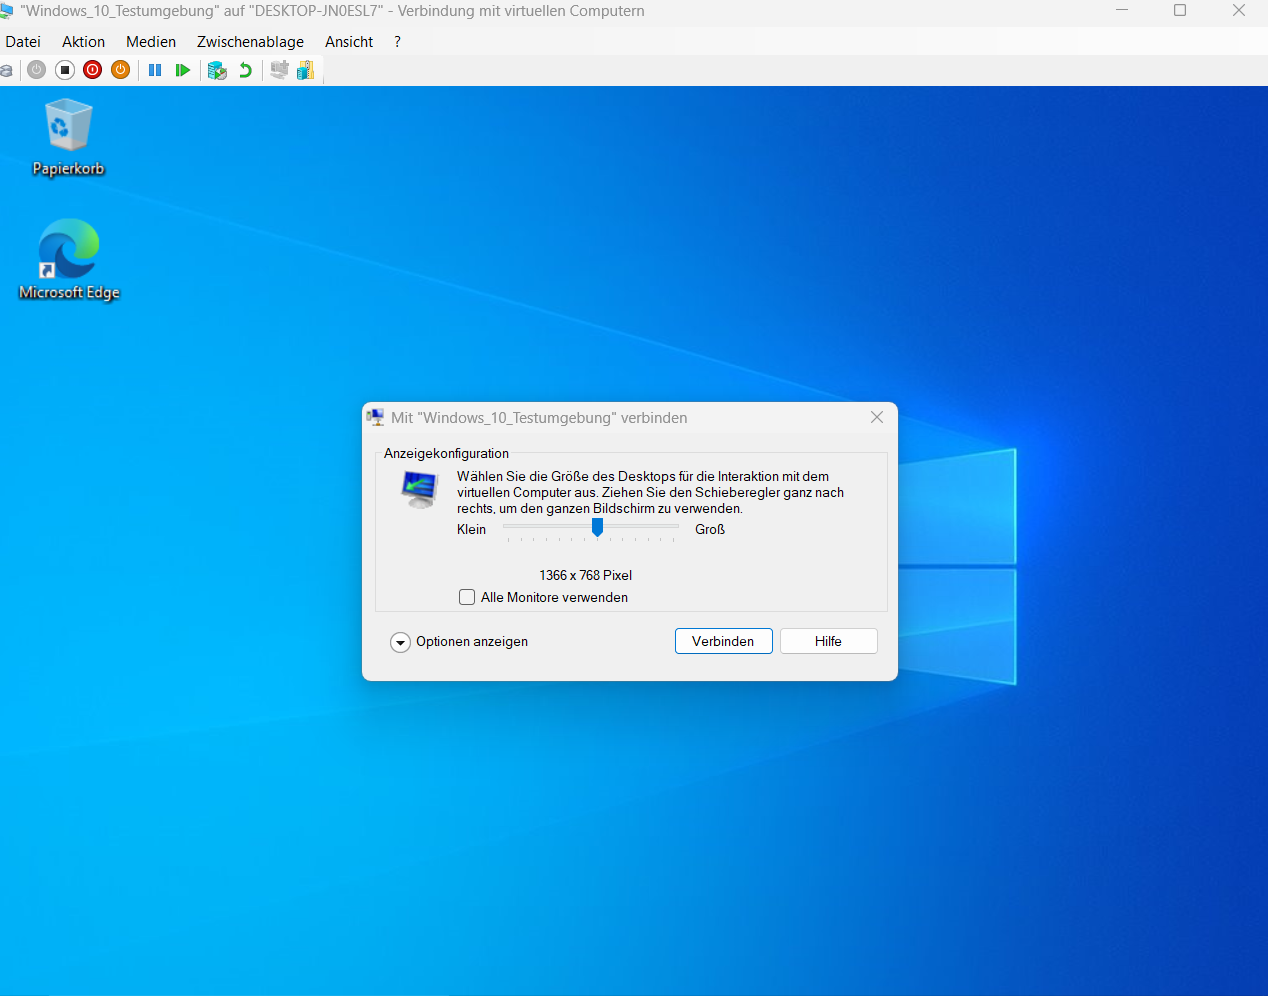 "Windows_10_Testumgebung" auf "DESKTOP-JN0ESL7" - Verbindung mit virtuellen Computern
Datei Aktion Medien Zwischenablage Ansicht ?
Papierkorb
Microsoft Edge
Mit "Windows_10_Testumgebung" verbinden
Anzeigekonfiguration
Wählen Sie die Größe des Desktops für die Interaktion mit dem
virtuellen Computer aus. Ziehen Sie den Schieberegler ganz nach
rechts, um den ganzen Bildschirm zu verwenden.
Klein Groß
1366 x 768 Pixel
Alle Monitore verwenden
Optionen anzeigen Verbinden Hilfe